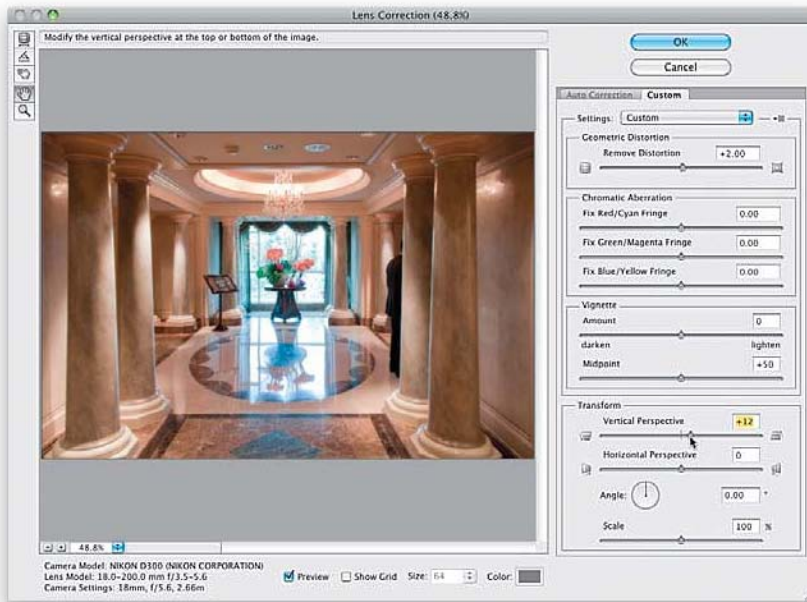 Lens Correction (48.8%)
Modify the vertical perspective at the top or bottom of the image.
OK
Cancel
Auto Correction
Custom
Settings: Custom
Geometric Distortion
Remove Distortion +2.00
Chromatic Aberration
Fix Red/Cyan Fringe 0.00
Fix Green/Magenta Fringe 0.00
Fix Blue/Yellow Fringe 0.00
Vignette
Amount 0
darken lighten
Midpoint +50
Transform
Vertical Perspective +12
Horizontal Perspective 0
Angle: 0.00 °
Scale 100 %
48.8%
Camera Model: NIKON D300 (NIKON CORPORATION)
Lens Model: 18.0-200.0 mm f/3.5-5.6
Camera Settings: 18mm, f/5.6, 2.66m
Preview Show Grid Size: 64 Color: